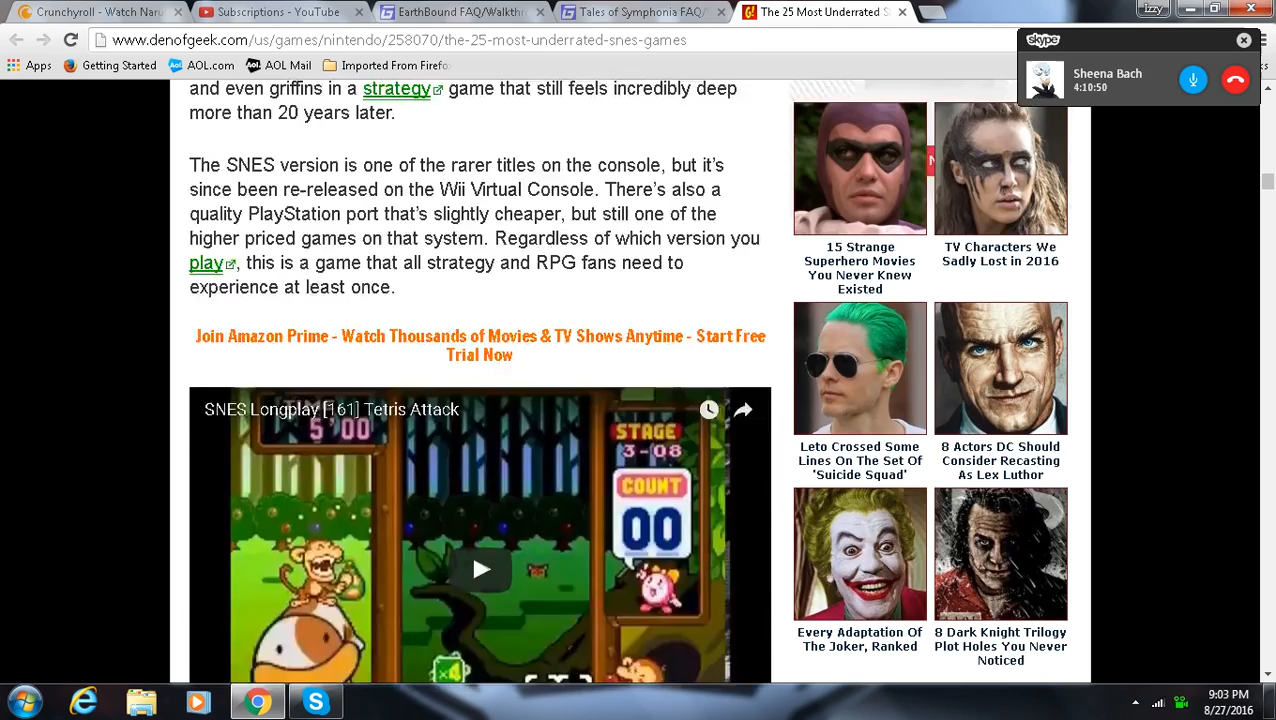 Crunchyroll - Watch Naru
Subscriptions - YouTube
EarthBound FAQ/Walkthr
Tales of Symphonia FAQ/
The 25 Most Underrated S
Izzy
www.denofgeek.com/us/games/nintendo/258070/the-25-most-underrated-snes-games
Apps
Getting Started
AOL.com
AOL Mail
Imported From Firefo
skype
Sheena Bach
4:10:50
and even griffins in a strategy game that still feels incredibly deep
more than 20 years later.
The SNES version is one of the rarer titles on the console, but it's
since been re-released on the Wii Virtual Console. There's also a
quality PlayStation port that's slightly cheaper, but still one of the
higher priced games on that system. Regardless of which version you
play, this is a game that all strategy and RPG fans need to
experience at least once.
Join Amazon Prime - Watch Thousands of Movies & TV Shows Anytime - Start Free
Trial Now
SNES Longplay [161] Tetris Attack
5'00
STAGE
3-08
COUNT
00
x4
15 Strange
Superhero Movies
You Never Knew
Existed
TV Characters We
Sadly Lost in 2016
Leto Crossed Some
Lines On The Set Of
'Suicide Squad'
8 Actors DC Should
Consider Recasting
As Lex Luthor
Every Adaptation Of
The Joker, Ranked
8 Dark Knight Trilogy
Plot Holes You Never
Noticed
9:03 PM
8/27/2016